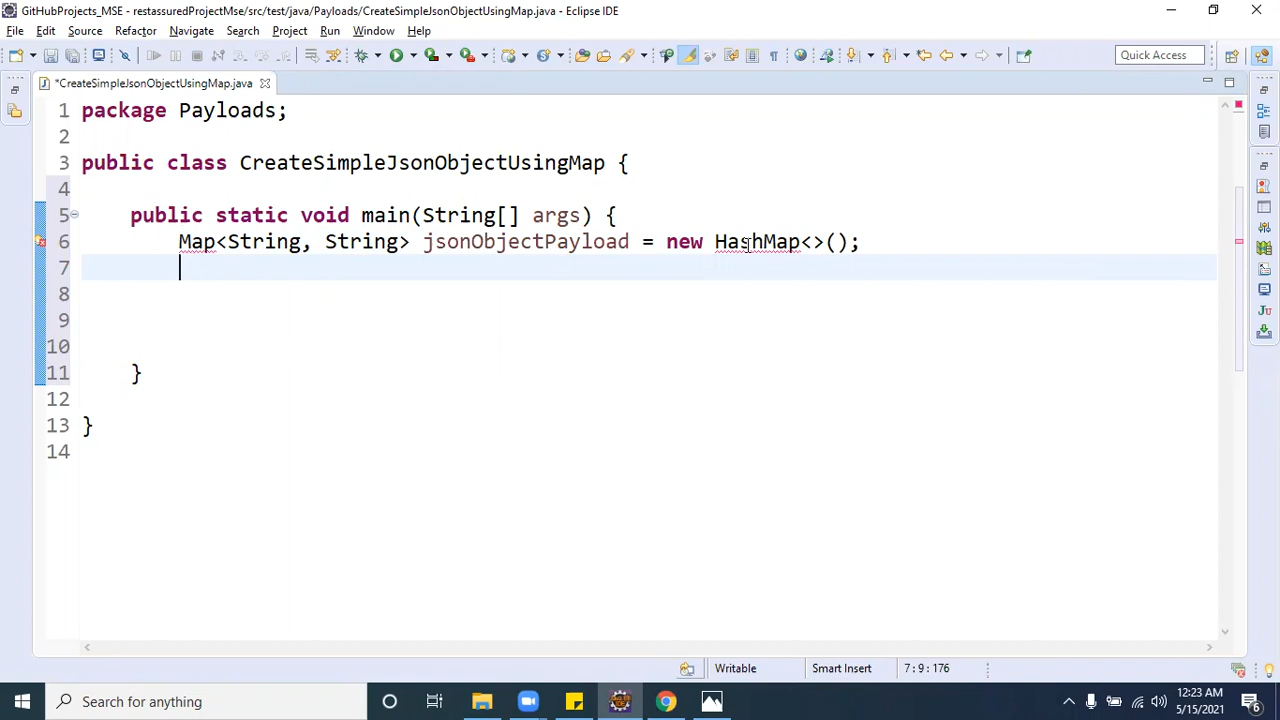 GitHubProjects_MSE - restassuredProjectMse/src/test/java/Payloads/CreateSimpleJsonObjectUsingMap.java - Eclipse IDE
File Edit Source Refactor Navigate Search Project Run Window Help
Quick Access
*CreateSimpleJsonObjectUsingMap.java
1 package Payloads;
2
3 public class CreateSimpleJsonObjectUsingMap {
4
5 public static void main(String[] args) {
6 Map<String, String> jsonObjectPayload = new HashMap<>();
7
8
9
10
11 }
12
13 }
14
Writable Smart Insert 7 : 9 : 176
Search for anything
12:23 AM
5/15/2021
6